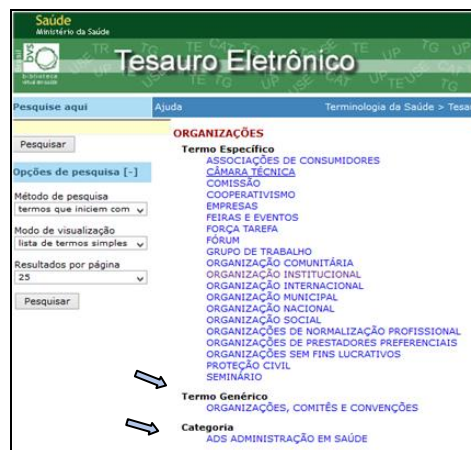 Saúde
Ministério da Saúde
brasil
bvs
biblioteca
virtual em saúde
Tesauro Eletrônico
Pesquise aqui
Ajuda
Terminologia da Saúde > Tesau
Pesquisar
Opções de pesquisa [-]
Método de pesquisa
termos que iniciem com
Modo de visualização
lista de termos simples
Resultados por página
25
Pesquisar
ORGANIZAÇÕES
Termo Específico
ASSOCIAÇÕES DE CONSUMIDORES
CÂMARA TÉCNICA
COMISSÃO
COOPERATIVISMO
EMPRESAS
FEIRAS E EVENTOS
FORÇA TAREFA
FÓRUM
GRUPO DE TRABALHO
ORGANIZAÇÃO COMUNITÁRIA
ORGANIZAÇÃO INSTITUCIONAL
ORGANIZAÇÃO INTERNACIONAL
ORGANIZAÇÃO MUNICIPAL
ORGANIZAÇÃO NACIONAL
ORGANIZAÇÃO SOCIAL
ORGANIZAÇÕES DE NORMALIZAÇÃO PROFISSIONAL
ORGANIZAÇÕES DE PRESTADORES PREFERENCIAIS
ORGANIZAÇÕES SEM FINS LUCRATIVOS
PROTEÇÃO CIVIL
SEMINÁRIO
Termo Genérico
ORGANIZAÇÕES, COMITÊS E CONVENÇÕES
Categoria
ADS ADMINISTRAÇÃO EM SAÚDE